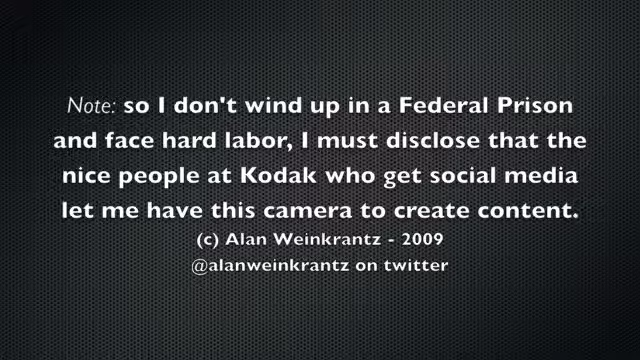 Note: so I don't wind up in a Federal Prison
and face hard labor, I must disclose that the
nice people at Kodak who get social media
let me have this camera to create content.
(c) Alan Weinkrantz - 2009
@alanweinkrantz on twitter